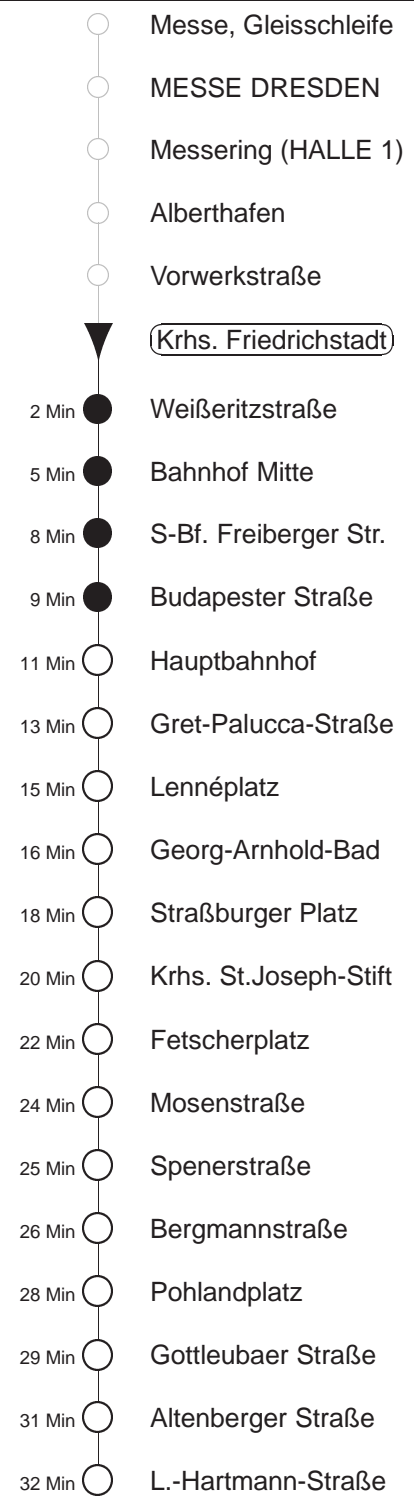 Messe, Gleisschleife
MESSE DRESDEN
Messering (HALLE 1)
Alberthafen
Vorwerkstraße
Krhs. Friedrichstadt
2 Min Weißeritzstraße
5 Min Bahnhof Mitte
8 Min S-Bf. Freiberger Str.
9 Min Budapester Straße
11 Min Hauptbahnhof
13 Min Gret-Palucca-Straße
15 Min Lennéplatz
16 Min Georg-Arnhold-Bad
18 Min Straßburger Platz
20 Min Krhs. St.Joseph-Stift
22 Min Fetscherplatz
24 Min Mosenstraße
25 Min Spenerstraße
26 Min Bergmannstraße
28 Min Pohlandplatz
29 Min Gottleubaer Straße
31 Min Altenberger Straße
32 Min L.-Hartmann-Straße